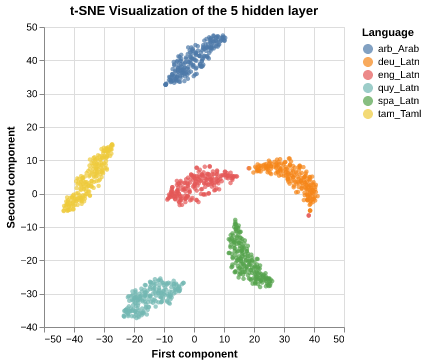 t-SNE Visualization of the 5 hidden layer
Language
arb_Arab
deu_Latn
eng_Latn
quy_Latn
spa_Latn
tam_Taml
Second component
50
40
30
20
10
0
−10
−20
−30
−40
−50 −40 −30 −20 −10 0 10 20 30 40 50
First component